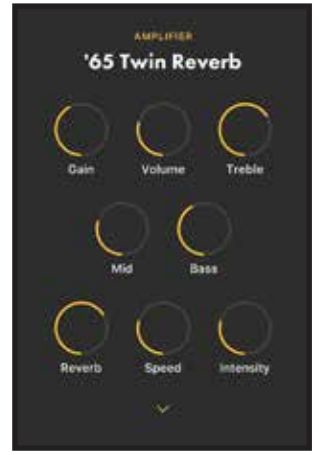 AMPLIFIER
'65 Twin Reverb
Gain Volume Treble
Mid Bass
Reverb Speed Intensity